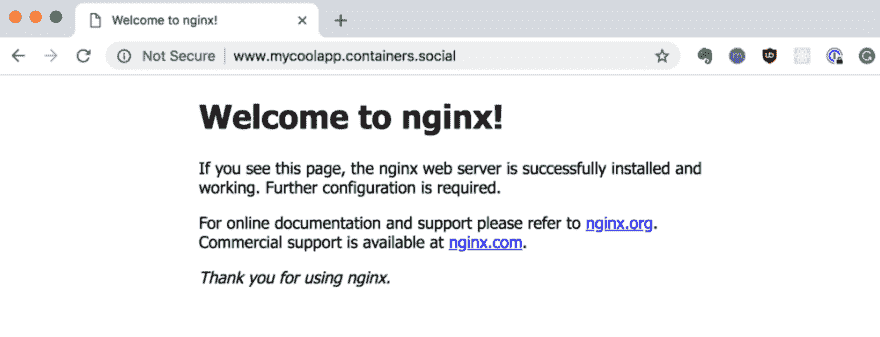 Welcome to nginx!
Not Secure | www.mycoolapp.containers.social
Welcome to nginx!
If you see this page, the nginx web server is successfully installed and
working. Further configuration is required.
For online documentation and support please refer to nginx.org.
Commercial support is available at nginx.com.
Thank you for using nginx.